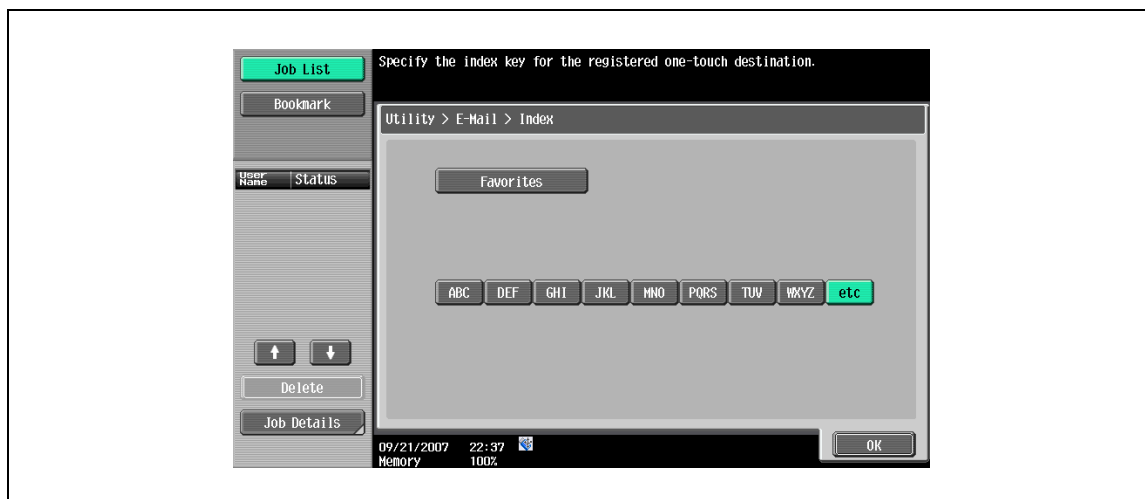 Job List
Specify the index key for the registered one-touch destination.
Bookmark
Utility > E-Mail > Index
User Name Status
Favorites
ABC DEF GHI JKL MNO PQRS TUV WXYZ etc
Delete
Job Details
09/21/2007 22:37
Memory 100%
OK